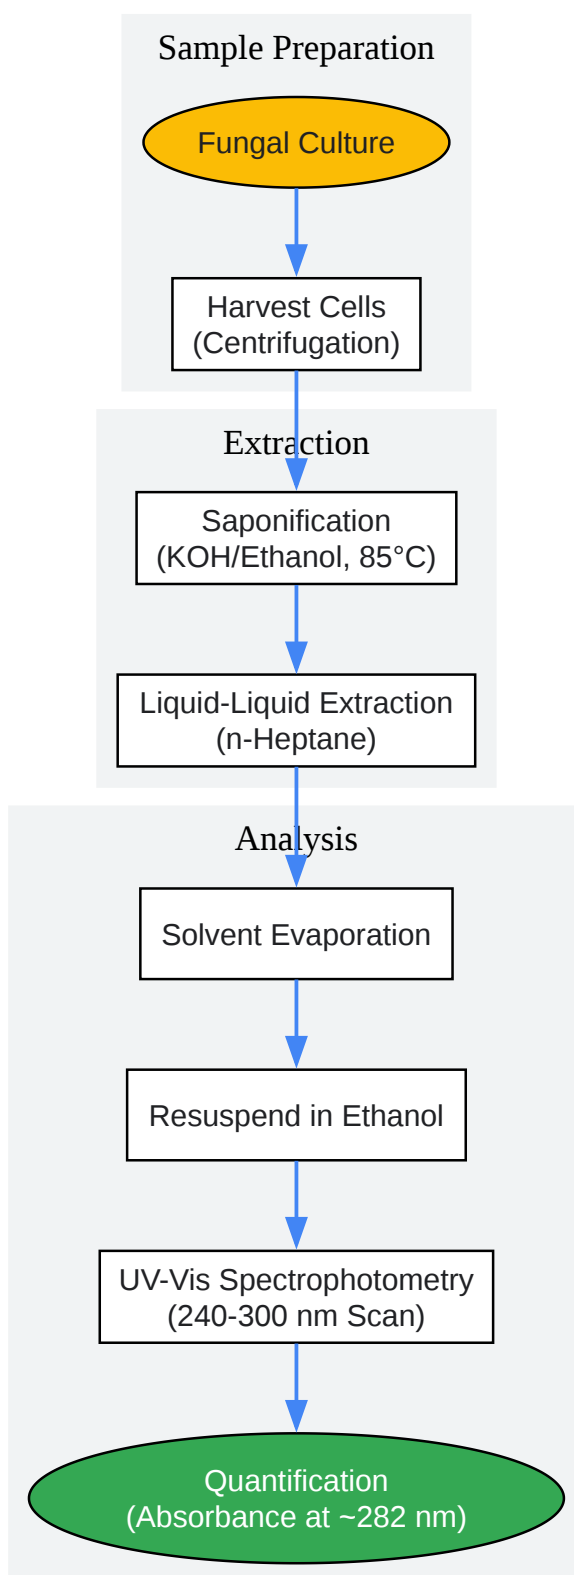 Sample Preparation
Fungal Culture
Harvest Cells
(Centrifugation)
Extraction
Saponification
(KOH/Ethanol, 85°C)
Liquid-Liquid Extraction
(n-Heptane)
Analysis
Solvent Evaporation
Resuspend in Ethanol
UV-Vis Spectrophotometry
(240-300 nm Scan)
Quantification
(Absorbance at ~282 nm)